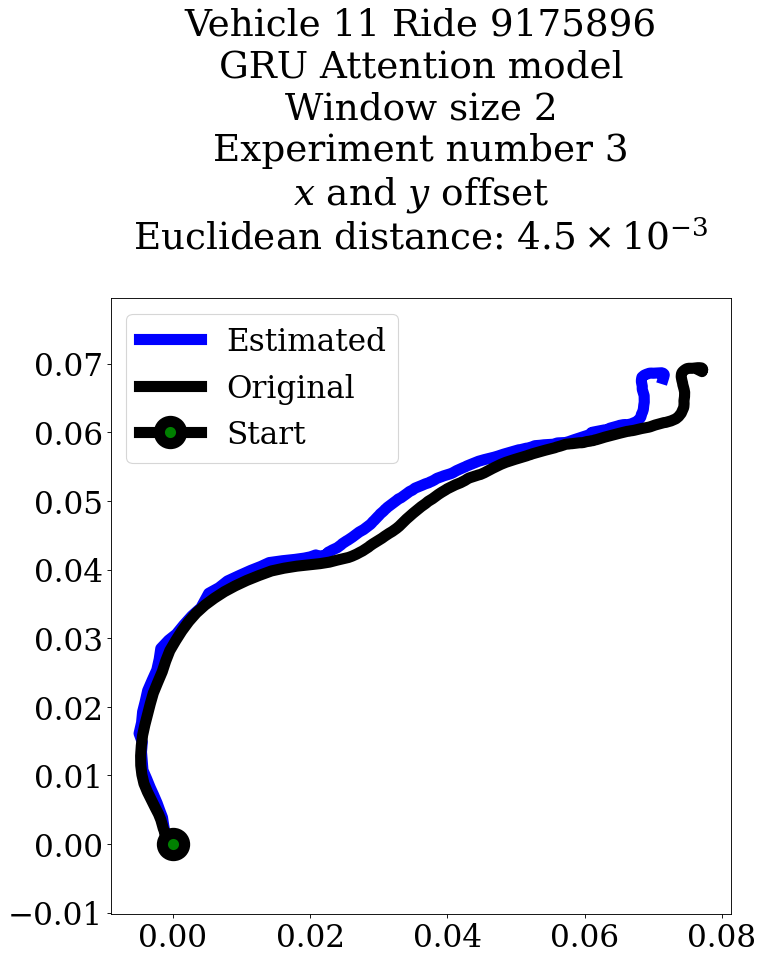 Vehicle 11 Ride 9175896
GRU Attention model
Window size 2
Experiment number 3
x and y offset
Euclidean distance: 4.5 × 10⁻³
Estimated
Original
Start
0.07
0.06
0.05
0.04
0.03
0.02
0.01
0.00
−0.01
0.00 0.02 0.04 0.06 0.08